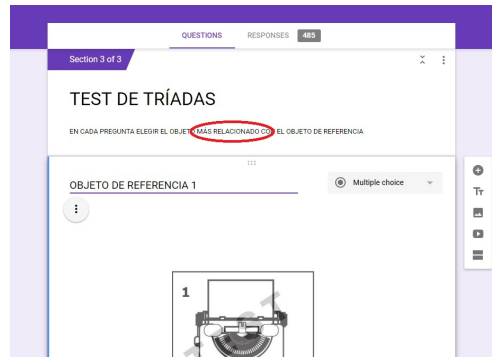 QUESTIONS RESPONSES 485
Section 3 of 3
TEST DE TRÍADAS
EN CADA PREGUNTA ELEGIR EL OBJETO MÁS RELACIONADO CON EL OBJETO DE REFERENCIA
OBJETO DE REFERENCIA 1
Multiple choice
Tт
1